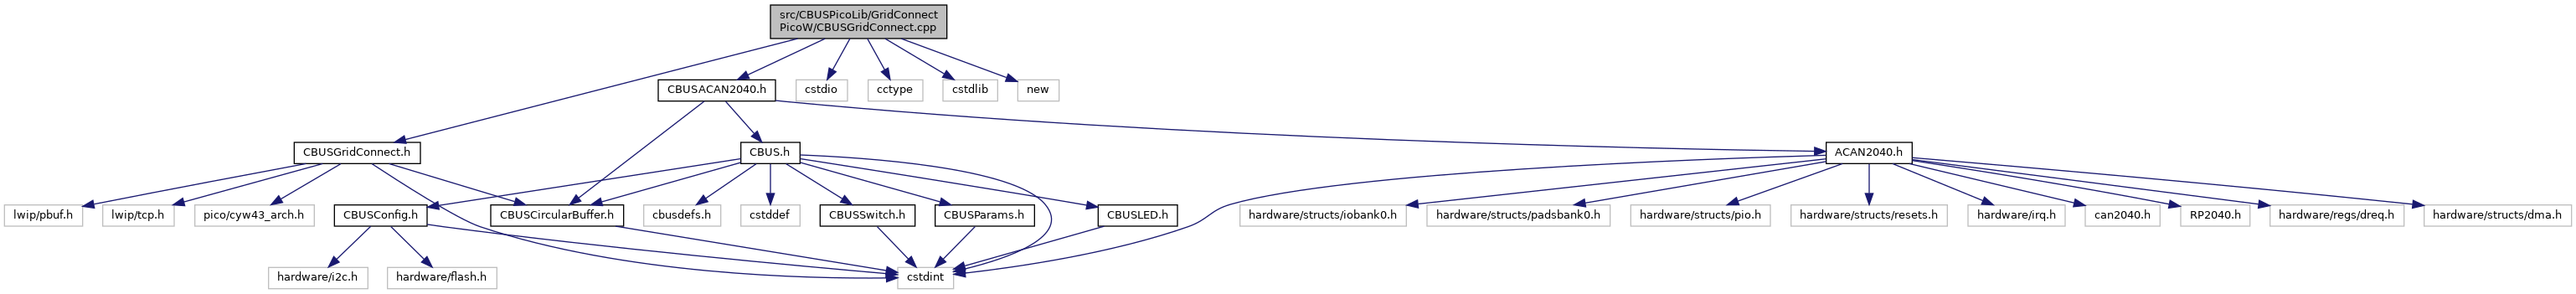 src/CBUSPicoLib/GridConnect
PicoW/CBUSGridConnect.cpp
CBUSACAN2040.h
cstdio
cctype
cstdlib
new
CBUSGridConnect.h
CBUS.h
ACAN2040.h
lwip/pbuf.h
lwip/tcp.h
pico/cyw43_arch.h
CBUSConfig.h
CBUSCircularBuffer.h
cbusdefs.h
cstddef
CBUSSwitch.h
CBUSParams.h
CBUSLED.h
hardware/structs/iobank0.h
hardware/structs/padsbank0.h
hardware/structs/pio.h
hardware/structs/resets.h
hardware/irq.h
can2040.h
RP2040.h
hardware/regs/dreq.h
hardware/structs/dma.h
hardware/i2c.h
hardware/flash.h
cstdint